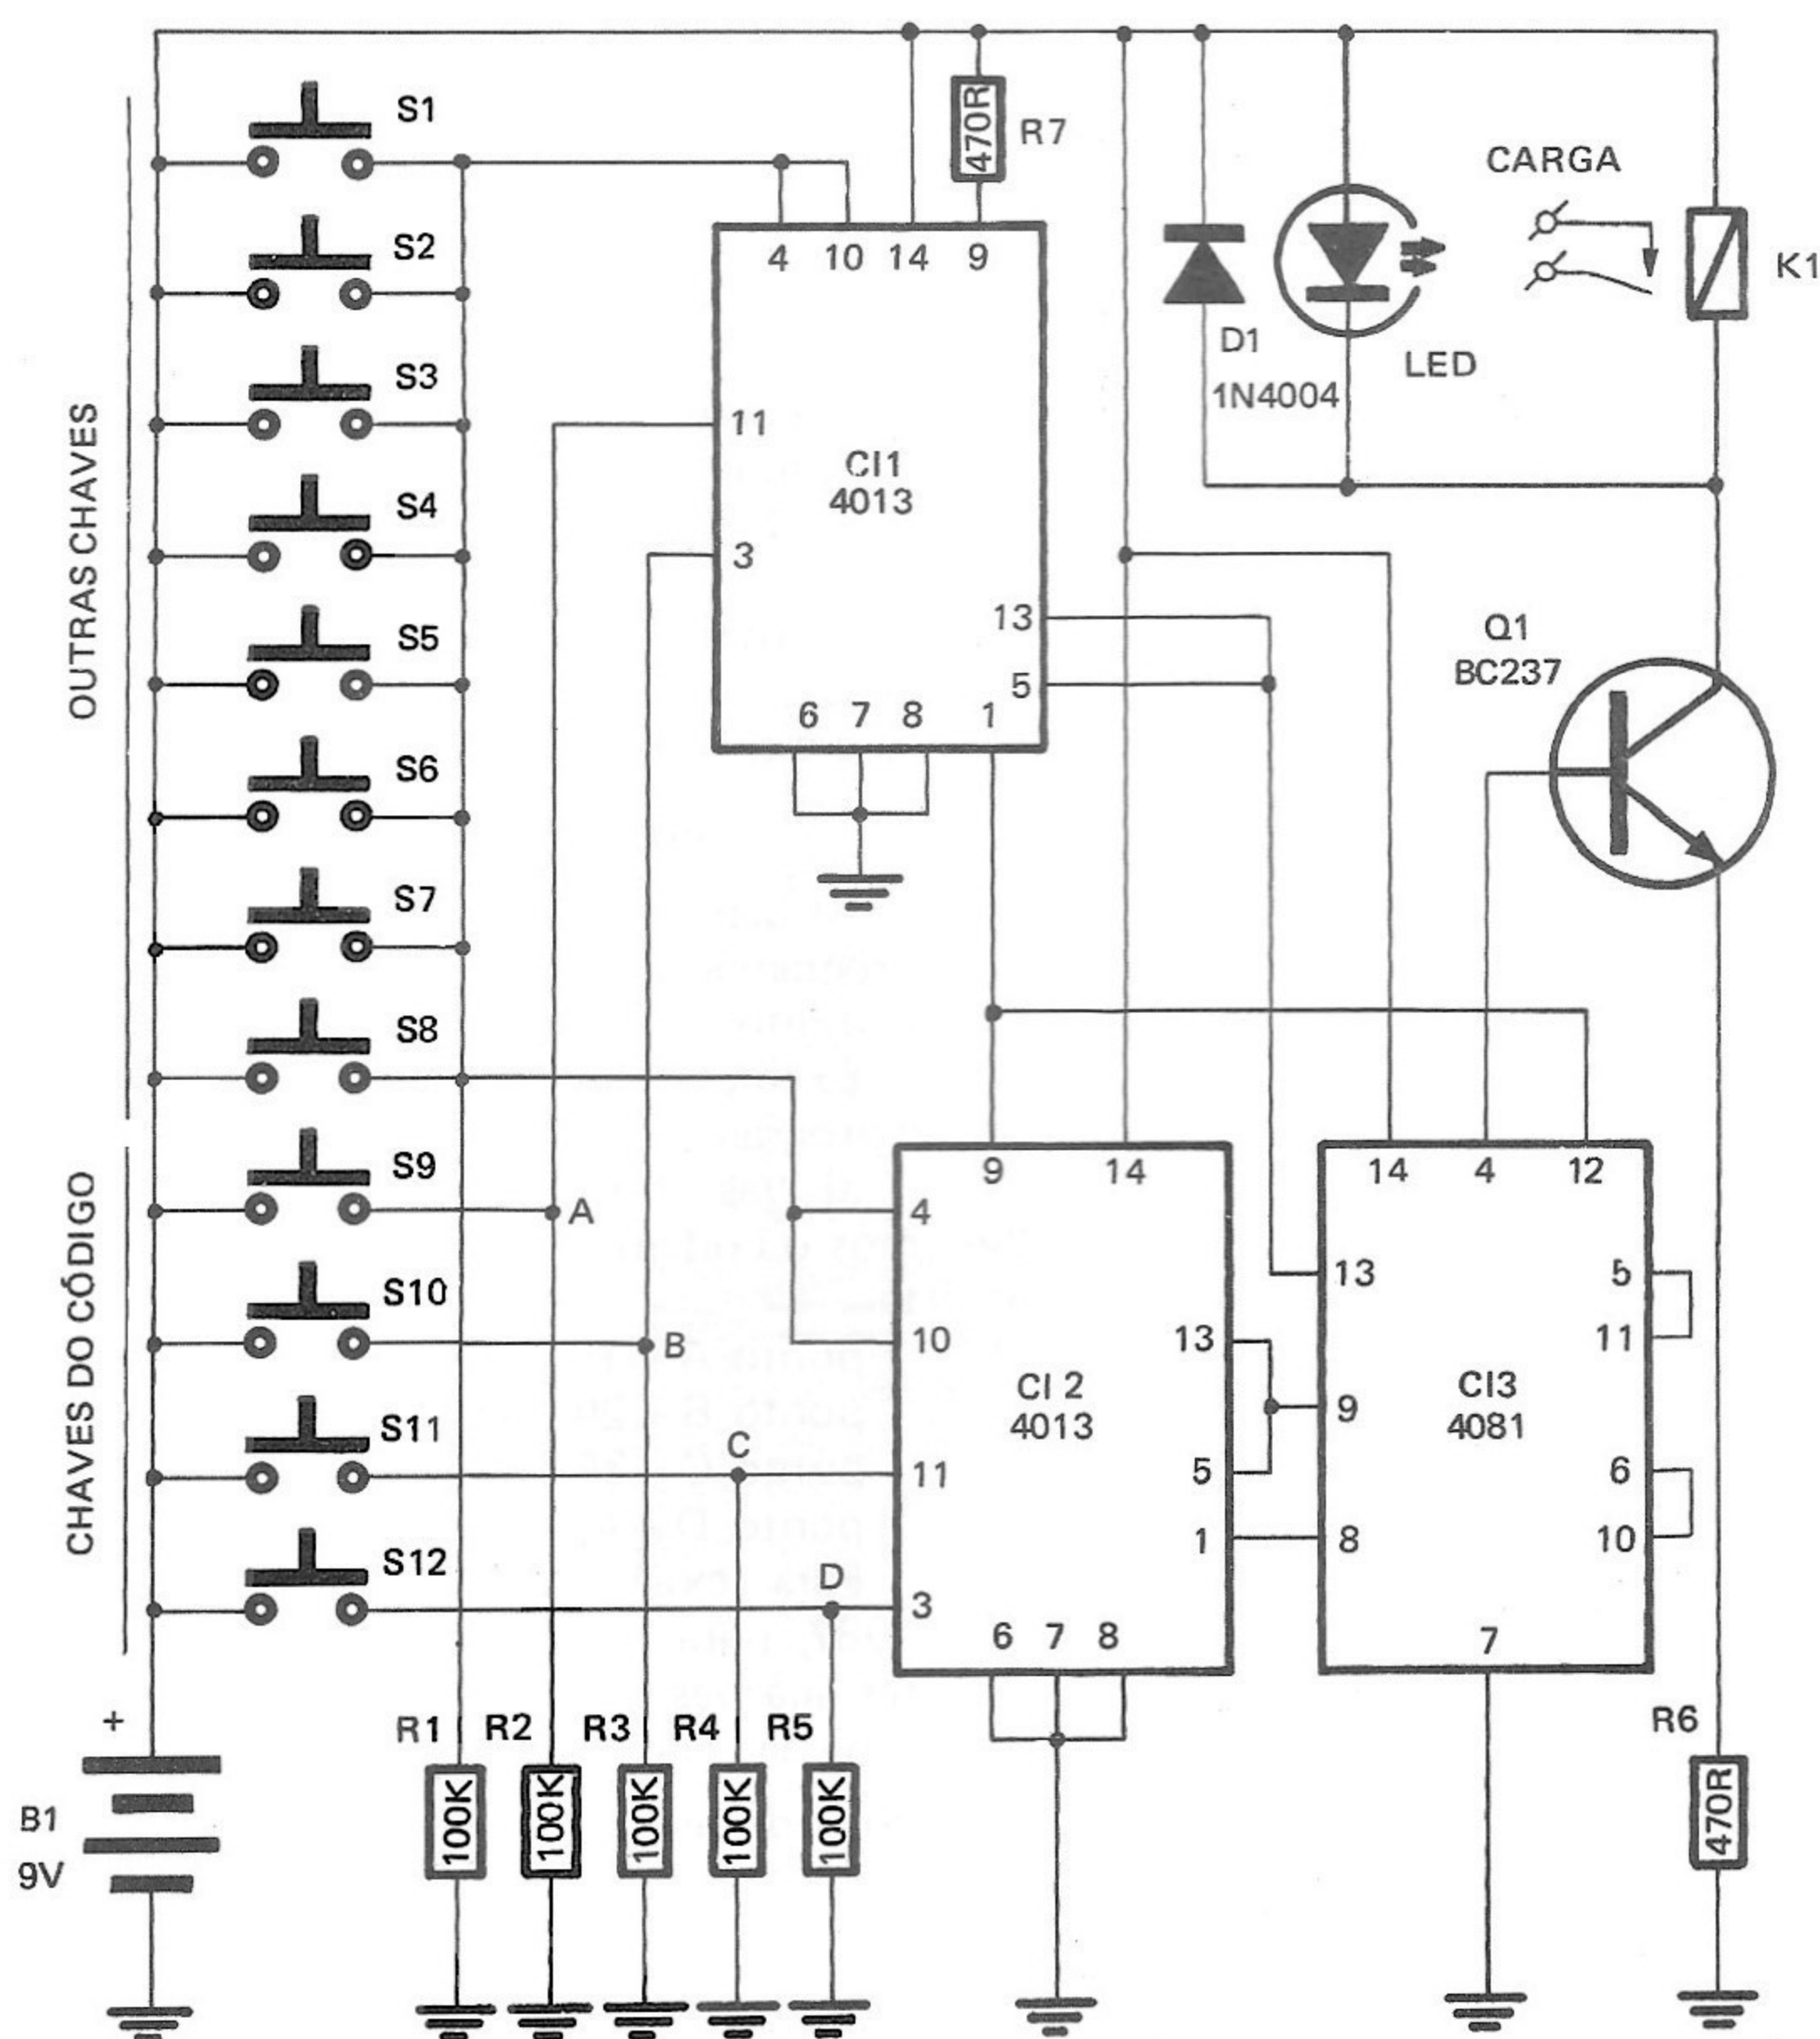 OUTRAS CHAVES
CHAVES DO CÓDIGO
S1
S2
S3
S4
S5
S6
S7
S8
S9
S10
S11
S12
A
B
C
D
470R
R7
4 10 14 9
11
3
CI1
4013
13
5
6 7 8 1
D1
1N4004
LED
CARGA
K1
Q1
BC237
9 14
4
10
11
3
CI 2
4013
13
5
1
6 7 8
14 4 12
13
9
8
CI3
4081
5
11
6
10
7
+
B1
9V
R1
R2
R3
R4
R5
100K
100K
100K
100K
100K
R6
470R